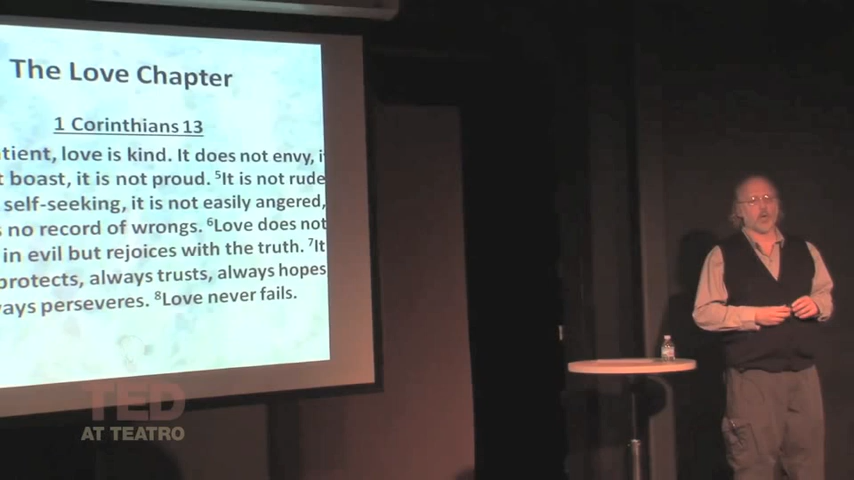 The Love Chapter
1 Corinthians 13
tient, love is kind. It does not envy, i
t boast, it is not proud. ⁵It is not rude
self-seeking, it is not easily angered,
s no record of wrongs. ⁶Love does not
in evil but rejoices with the truth. ⁷It
protects, always trusts, always hopes
ays perseveres. ⁸Love never fails.
TED
AT TEATRO